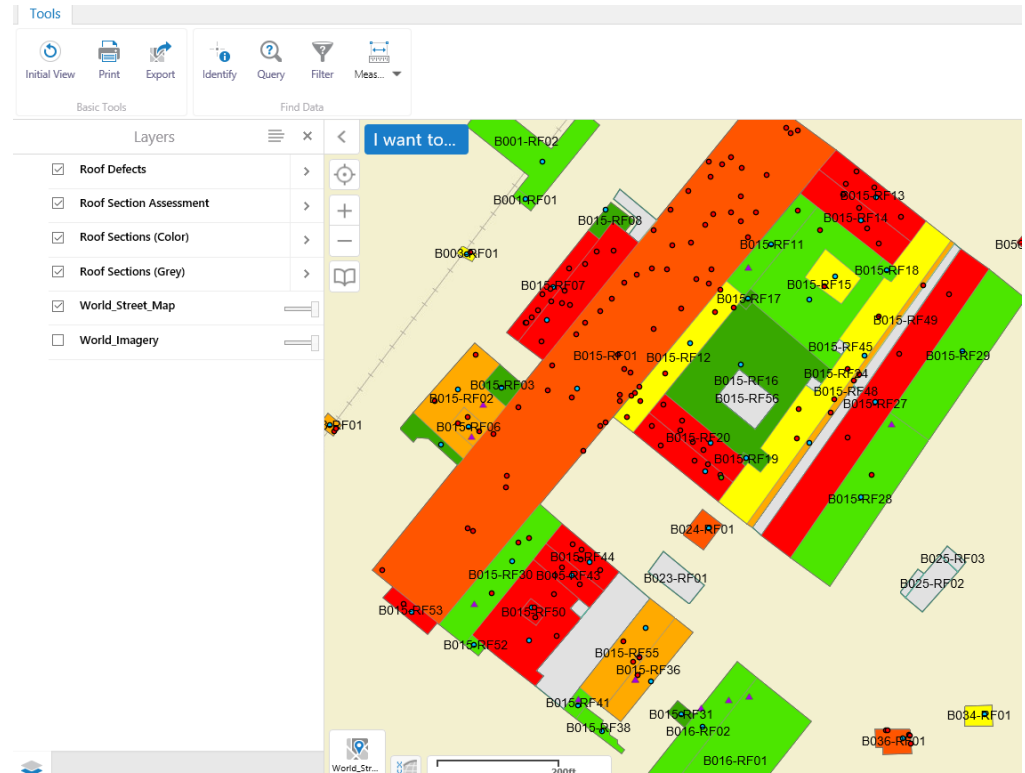 Tools
Initial View
Print
Export
Identify
Query
Filter
Meas...
Basic Tools
Find Data
Layers
I want to...
Roof Defects
Roof Section Assessment
Roof Sections (Color)
Roof Sections (Grey)
World_Street_Map
World_Imagery
B001-RF02
B001-RF01
B015-RF13
B015-RF08
B015-RF14
B015-RF11
B003-RF01
B015-RF18
B015-RF07
B015-RF15
B015-RF17
B015-RF49
B015-RF45
B015-RF01
B015-RF12
B015-RF29
B015-RF16
B015-RF03
B015-RF48
B015-RF02
B015-RF56
B015-RF27
RF01
B015-RF06
B015-RF20
B015-RF19
B015-RF28
B024-RF01
B015-RF44
B025-RF03
B015-RF30
B015-RF43
B023-RF01
B025-RF02
B015-RF53
B015-RF50
B015-RF52
B015-RF55
B015-RF36
B015-RF41
B015-RF31
B034-RF01
B015-RF38
B016-RF02
B036-RF01
B016-RF01
World_Str...
200ft